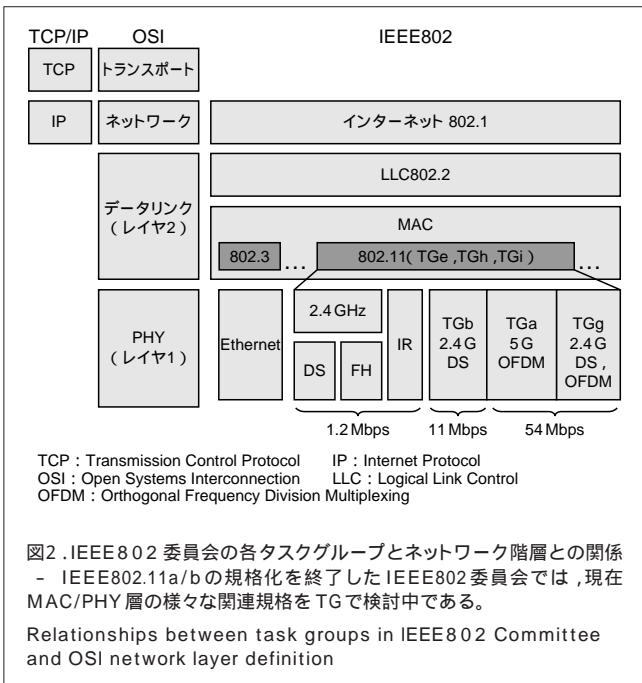 TCP/IP OSI IEEE802
TCP トランスポート
IP ネットワーク インターネット 802.1
データリンク
(レイヤ2)
LLC802.2
MAC
802.3 ... 802.11(TGe,TGh,TGi) ...
PHY
(レイヤ1)
Ethernet
2.4GHz
DS FH
IR
TGb
2.4G
DS
TGa
5G
OFDM
TGg
2.4G
DS,
OFDM
1.2Mbps 11Mbps 54Mbps
TCP:Transmission Control Protocol IP:Internet Protocol
OSI:Open Systems Interconnection LLC:Logical Link Control
OFDM:Orthogonal Frequency Division Multiplexing
図2.IEEE802委員会の各タスクグループとネットワーク階層との関係
- IEEE802.11a/bの規格化を終了したIEEE802委員会では,現在
MAC/PHY層の様々な関連規格をTGで検討中である。
Relationships between task groups in IEEE802 Committee
and OSI network layer definition